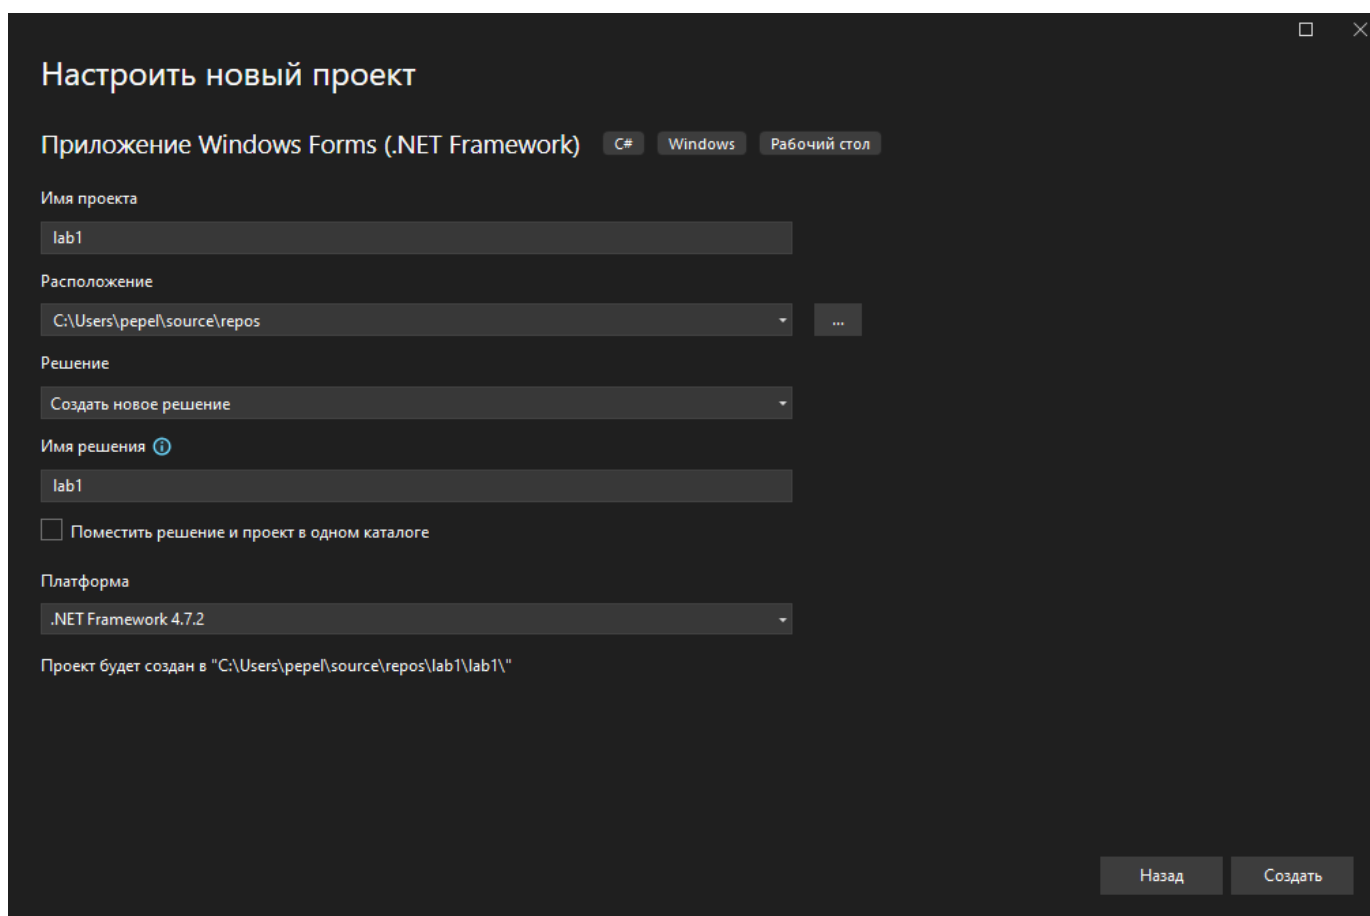 Настроить новый проект
Приложение Windows Forms (.NET Framework) C# Windows Рабочий стол
Имя проекта
lab1
Расположение
C:\Users\pepel\source\repos
...
Решение
Создать новое решение
Имя решения
lab1
Поместить решение и проект в одном каталоге
Платформа
.NET Framework 4.7.2
Проект будет создан в "C:\Users\pepel\source\repos\lab1\lab1\"
Назад Создать